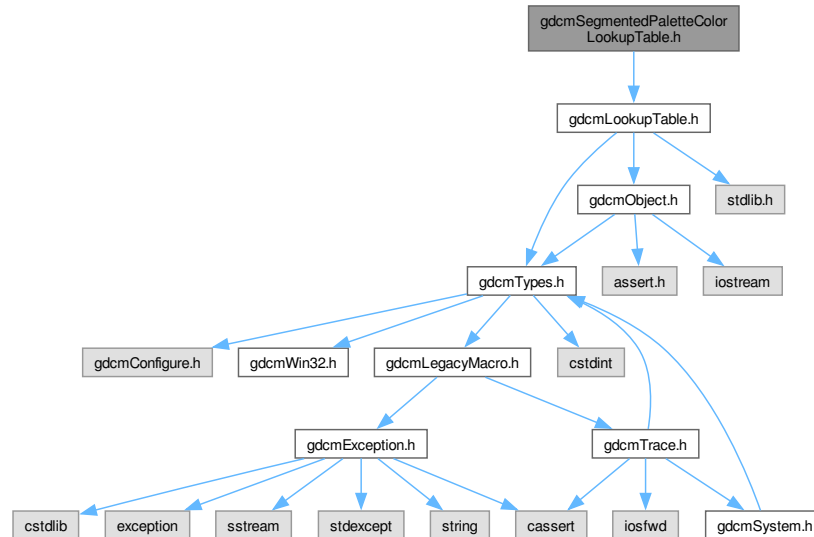 gdcmSegmentedPaletteColor
LookupTable.h
gdcmLookupTable.h
gdcmObject.h
stdlib.h
gdcmTypes.h
assert.h
iostream
gdcmConfigure.h
gdcmWin32.h
gdcmLegacyMacro.h
cstdint
gdcmException.h
gdcmTrace.h
cstdlib
exception
sstream
stdexcept
string
cassert
iosfwd
gdcmSystem.h